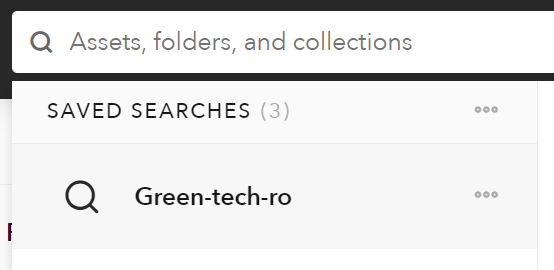 Assets, folders, and collections
SAVED SEARCHES (3)
Green-tech-ro